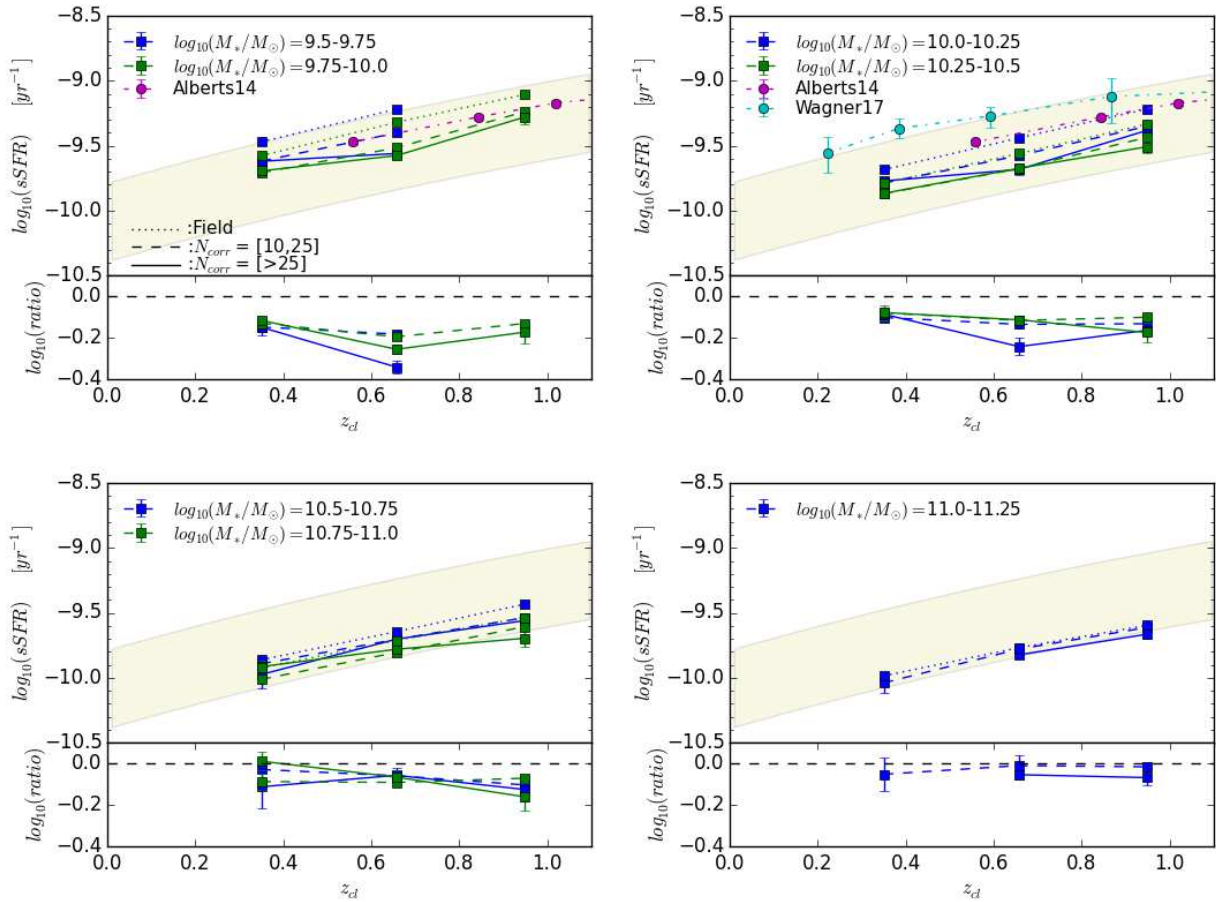 −8.5
−9.0
−9.5
−10.0
−10.5
log₁₀(sSFR) [yr⁻¹]
log₁₀(M*/M⊙)=9.5-9.75
log₁₀(M*/M⊙)=9.75-10.0
Alberts14
:Field
:N_corr = [10,25]
:N_corr = [>25]
0.0
−0.2
−0.4
log₁₀(ratio)
0.0 0.2 0.4 0.6 0.8 1.0
z_cl
−8.5
−9.0
−9.5
−10.0
−10.5
log₁₀(sSFR) [yr⁻¹]
log₁₀(M*/M⊙)=10.0-10.25
log₁₀(M*/M⊙)=10.25-10.5
Alberts14
Wagner17
0.0
−0.2
−0.4
log₁₀(ratio)
0.0 0.2 0.4 0.6 0.8 1.0
z_cl
−8.5
−9.0
−9.5
−10.0
−10.5
log₁₀(sSFR) [yr⁻¹]
log₁₀(M*/M⊙)=10.5-10.75
log₁₀(M*/M⊙)=10.75-11.0
0.0
−0.2
−0.4
log₁₀(ratio)
0.0 0.2 0.4 0.6 0.8 1.0
z_cl
−8.5
−9.0
−9.5
−10.0
−10.5
log₁₀(sSFR) [yr⁻¹]
log₁₀(M*/M⊙)=11.0-11.25
0.0
−0.2
−0.4
log₁₀(ratio)
0.0 0.2 0.4 0.6 0.8 1.0
z_cl